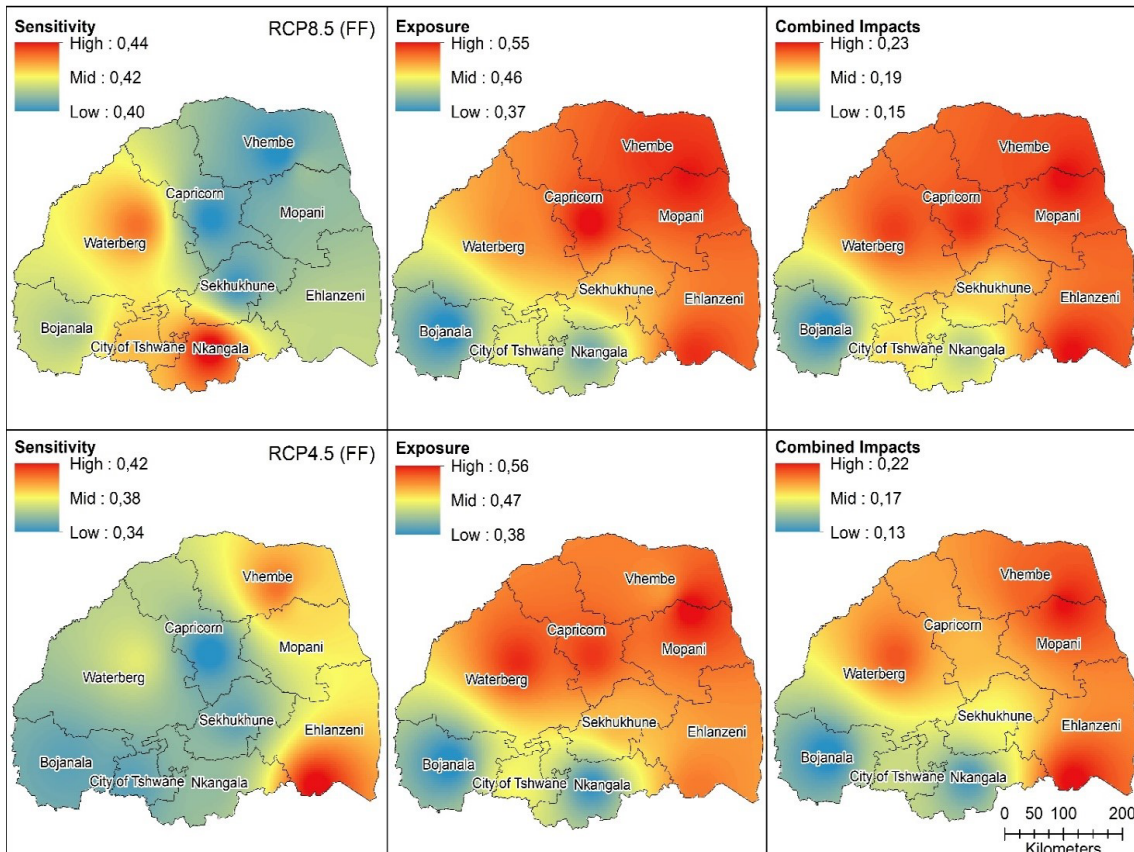 Sensitivity RCP8.5 (FF)
High : 0,44
Mid : 0,42
Low : 0,40
Vhembe
Capricorn
Mopani
Waterberg
Sekhukhune
Ehlanzeni
Bojanala
City of Tshwane
Nkangala
Exposure
High : 0,55
Mid : 0,46
Low : 0,37
Vhembe
Capricorn
Mopani
Waterberg
Sekhukhune
Ehlanzeni
Bojanala
City of Tshwane
Nkangala
Combined Impacts
High : 0,23
Mid : 0,19
Low : 0,15
Vhembe
Capricorn
Mopani
Waterberg
Sekhukhune
Ehlanzeni
Bojanala
City of Tshwane
Nkangala
Sensitivity RCP4.5 (FF)
High : 0,42
Mid : 0,38
Low : 0,34
Vhembe
Capricorn
Mopani
Waterberg
Sekhukhune
Ehlanzeni
Bojanala
City of Tshwane
Nkangala
Exposure
High : 0,56
Mid : 0,47
Low : 0,38
Vhembe
Capricorn
Mopani
Waterberg
Sekhukhune
Ehlanzeni
Bojanala
City of Tshwane
Nkangala
Combined Impacts
High : 0,22
Mid : 0,17
Low : 0,13
Vhembe
Capricorn
Mopani
Waterberg
Sekhukhune
Ehlanzeni
Bojanala
City of Tshwane
Nkangala
0 50 100 200
Kilometers